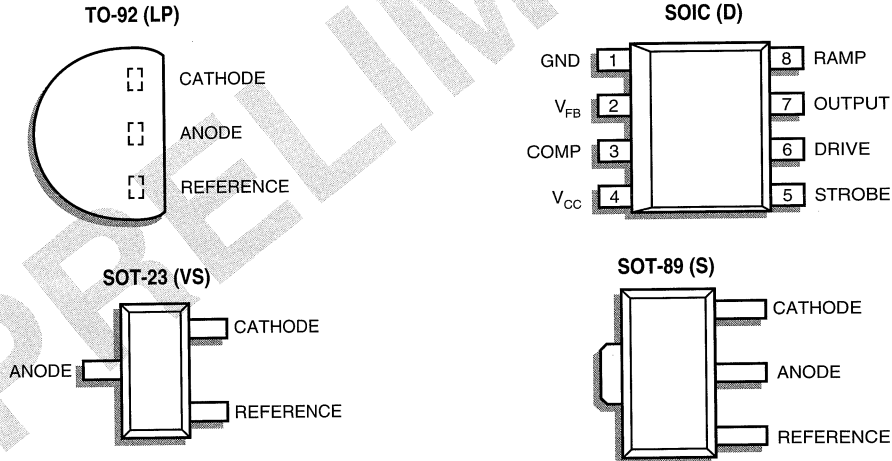 TO-92 (LP)
CATHODE
ANODE
REFERENCE
SOIC (D)
GND 1
V_FB 2
COMP 3
V_CC 4
8 RAMP
7 OUTPUT
6 DRIVE
5 STROBE
SOT-23 (VS)
ANODE
CATHODE
REFERENCE
SOT-89 (S)
CATHODE
ANODE
REFERENCE
PRELIM